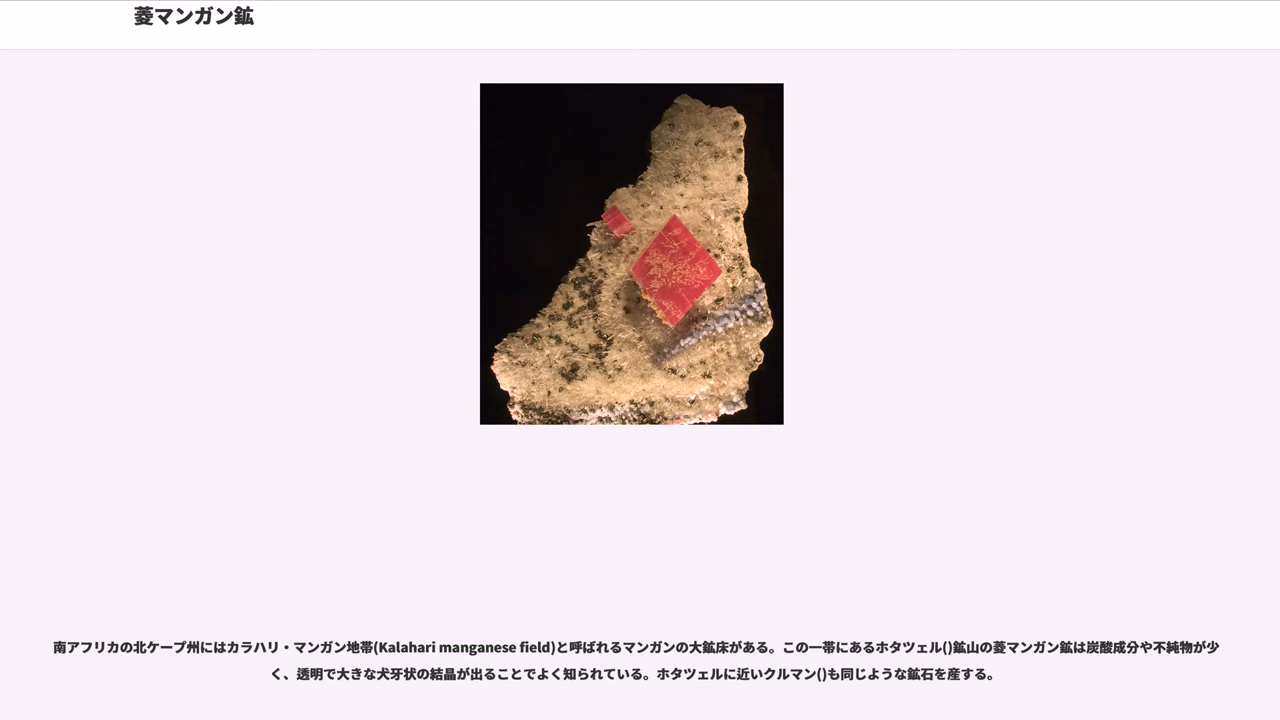 菱マンガン鉱
南アフリカの北ケープ州にはカラハリ・マンガン地帯(Kalahari manganese field)と呼ばれるマンガンの大鉱床がある。この一帯にあるホタツェル()鉱山の菱マンガン鉱は炭酸成分や不純物が少
く、透明で大きな犬牙状の結晶が出ることでよく知られている。ホタツェルに近いクルマン()も同じような鉱石を産する。